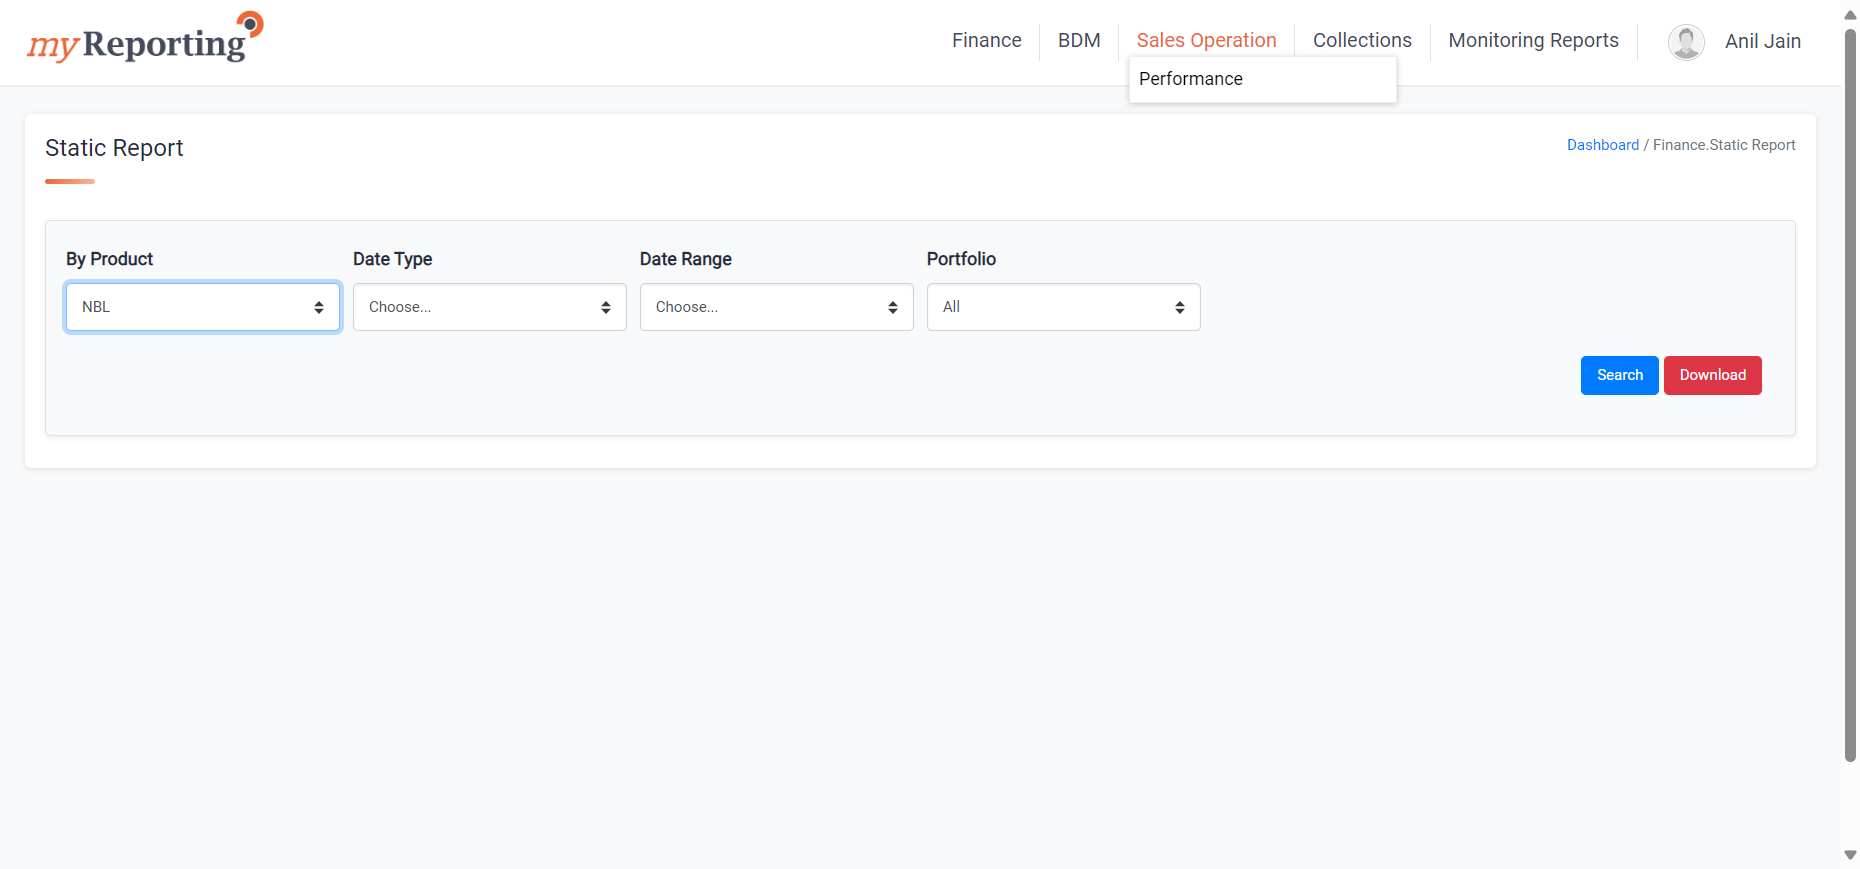 myReporting
Finance BDM Sales Operation Collections Monitoring Reports Anil Jain
Performance
Static Report
Dashboard / Finance.Static Report
By Product Date Type Date Range Portfolio
NBL Choose... Choose... All
Search Download